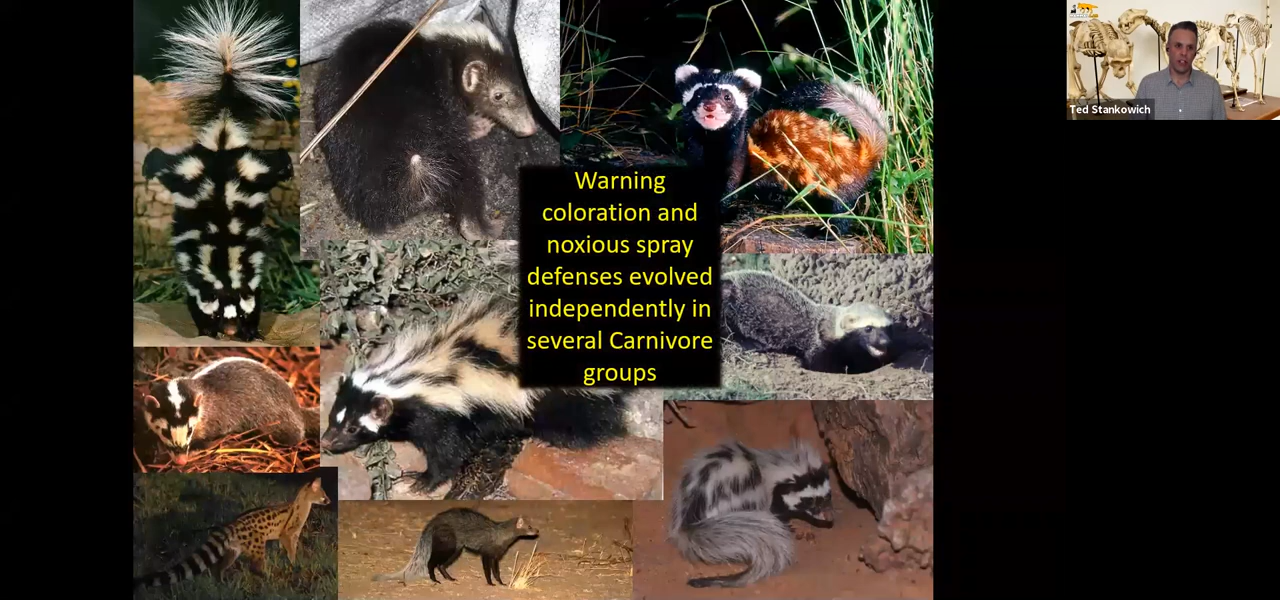 Warning
coloration and
noxious spray
defenses evolved
independently in
several Carnivore
groups
Ted Stankowich